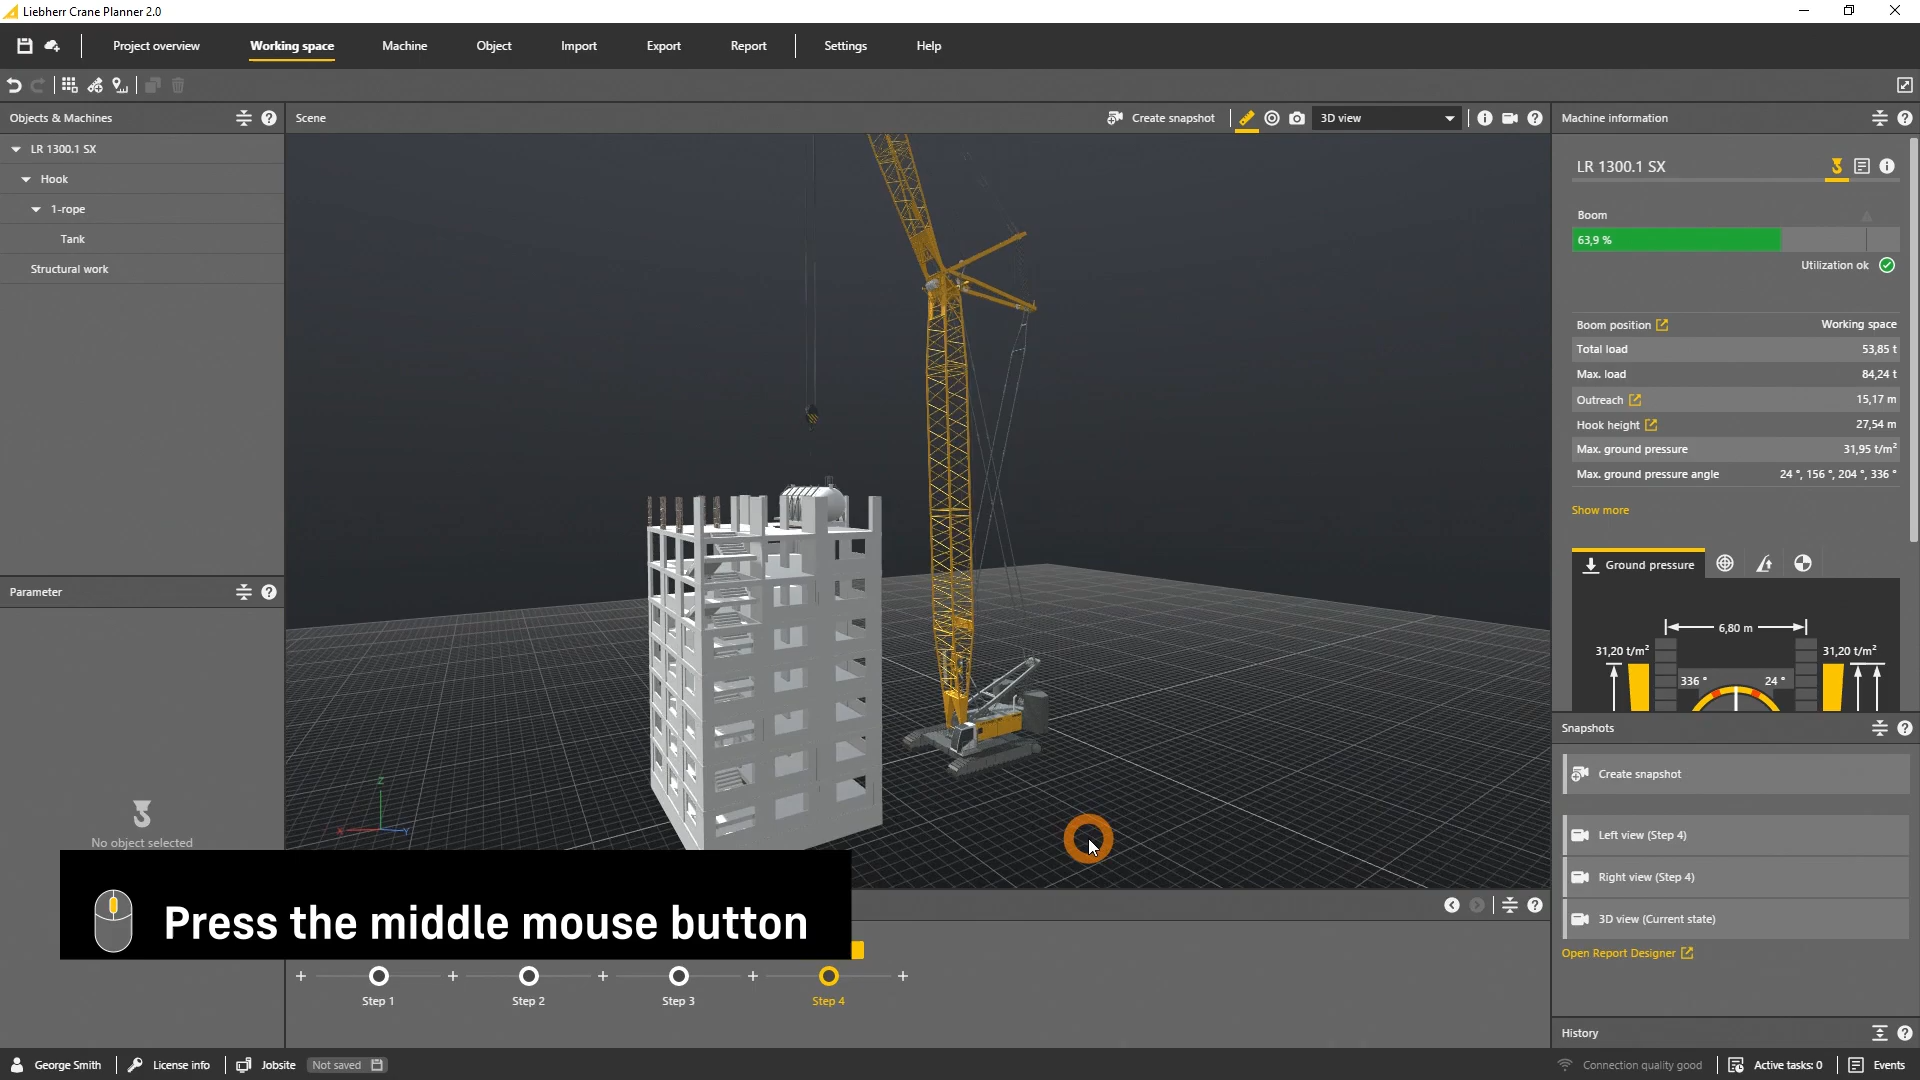 Liebherr Crane Planner 2.0
Project overview
Working space
Machine
Object
Import
Export
Report
Settings
Help
Objects & Machines
LR 1300.1 SX
Hook
1-rope
Tank
Structural work
Parameter
No object selected
Scene
Create snapshot
3D view
Z
X
Y
Press the middle mouse button
Step 1
Step 2
Step 3
Step 4
Machine information
LR 1300.1 SX
Boom
63,9 %
Utilization ok
Boom position Working space
Total load 53,85 t
Max. load 84,24 t
Outreach 15,17 m
Hook height 27,54 m
Max. ground pressure 31,95 t/m²
Max. ground pressure angle 24 °, 156 °, 204 °, 336 °
Show more
Ground pressure
6,80 m
31,20 t/m² 31,20 t/m²
336 ° 24 °
Snapshots
Create snapshot
Left view (Step 4)
Right view (Step 4)
3D view (Current state)
Open Report Designer
History
George Smith
License info
Jobsite
Not saved
Connection quality good
Active tasks: 0
Events